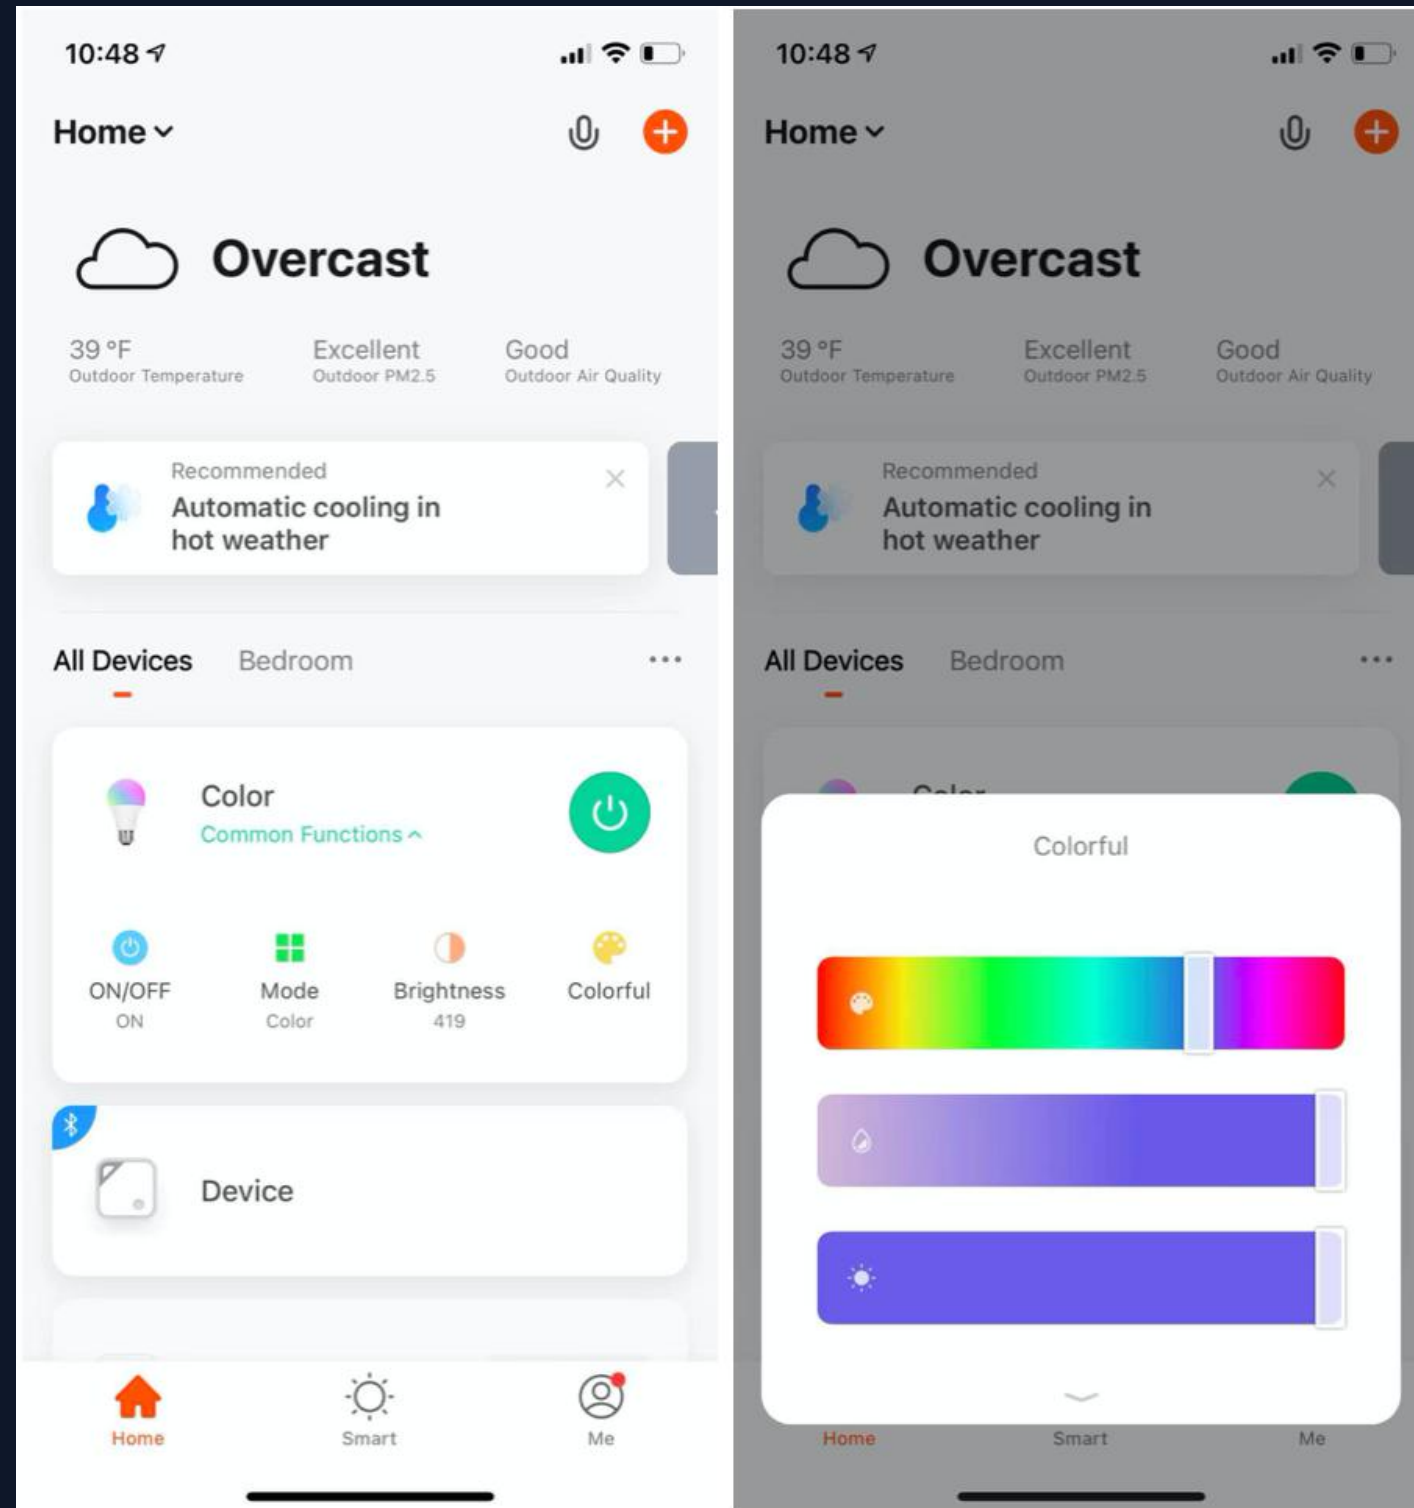 10:48
Home
Overcast
39 °F
Outdoor Temperature
Excellent
Outdoor PM2.5
Good
Outdoor Air Quality
Recommended
Automatic cooling in
hot weather
All Devices
Bedroom
Color
Common Functions
ON/OFF
ON
Mode
Color
Brightness
419
Colorful
Device
Home
Smart
Me
10:48
Home
Overcast
39 °F
Outdoor Temperature
Excellent
Outdoor PM2.5
Good
Outdoor Air Quality
Recommended
Automatic cooling in
hot weather
All Devices
Bedroom
Color
Colorful
Home
Smart
Me